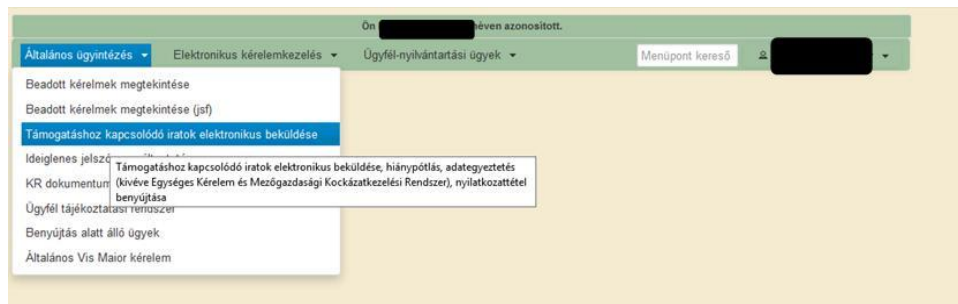 Ön néven azonosított.
Általános ügyintézés Elektronikus kérelemkezelés Ügyfél-nyilvántartási ügyek Menüpont kereső
Beadott kérelmek megtekintése
Beadott kérelmek megtekintése (jsf)
Támogatáshoz kapcsolódó iratok elektronikus beküldése
Ideiglenes
Támogatáshoz kapcsolódó iratok elektronikus beküldése, hiánypótlás, adategyeztetés
KR (kivéve Egységes Kérelem és Mezőgazdasági Kockázatkezelési Rendszer), nyilatkozattétel
benyújtása
Ügyfél tájékoztatási rendszer
Benyújtás alatt álló ügyek
Általános Vis Maior kérelem